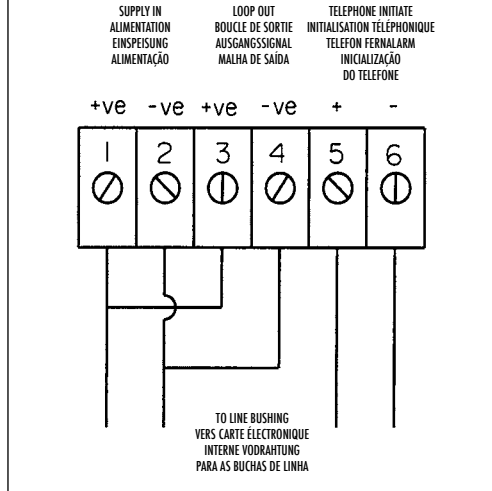 SUPPLY IN
ALIMENTATION
EINSPEISUNG
ALIMENTAÇÃO
LOOP OUT
BOUCLE DE SORTIE
AUSGANGSSIGNAL
MALHA DE SAÍDA
TELEPHONE INITIATE
INITIALISATION TÉLÉPHONIQUE
TELEFON FERNALARM
INICIALIZAÇÃO
DO TELEFONE
+ve -ve +ve -ve + -
1 2 3 4 5 6
TO LINE BUSHING
VERS CARTE ÉLECTRONIQUE
INTERNE VODRAHTUNG
PARA AS BUCHAS DE LINHA